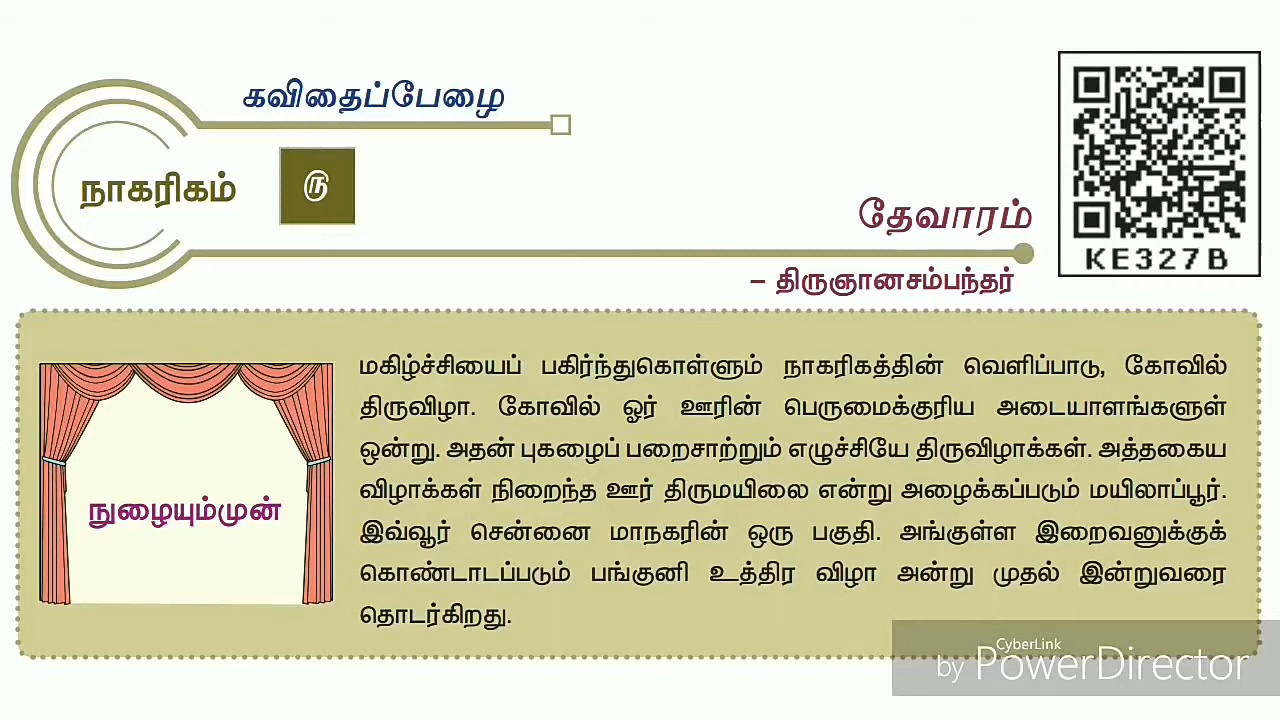 கவிதைப்பேழை
நாகரிகம்
௫
தேவாரம்
– திருஞானசம்பந்தர்
KE327B
நுழையும்முன்
மகிழ்ச்சியைப் பகிர்ந்துகொள்ளும் நாகரிகத்தின் வெளிப்பாடு, கோவில்
திருவிழா. கோவில் ஓர் ஊரின் பெருமைக்குரிய அடையாளங்களுள்
ஒன்று. அதன் புகழைப் பறைசாற்றும் எழுச்சியே திருவிழாக்கள். அத்தகைய
விழாக்கள் நிறைந்த ஊர் திருமயிலை என்று அழைக்கப்படும் மயிலாப்பூர்.
இவ்வூர் சென்னை மாநகரின் ஒரு பகுதி. அங்குள்ள இறைவனுக்குக்
கொண்டாடப்படும் பங்குனி உத்திர விழா அன்று முதல் இன்றுவரை
தொடர்கிறது.
CyberLink
by PowerDirector